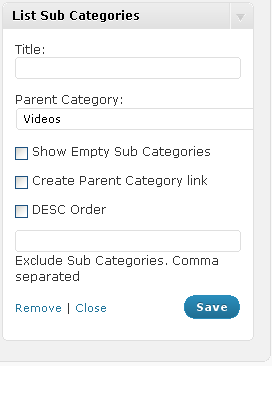 List Sub Categories
Title:
Parent Category:
Videos
Show Empty Sub Categories
Create Parent Category link
DESC Order
Exclude Sub Categories. Comma
separated
Remove | Close
Save